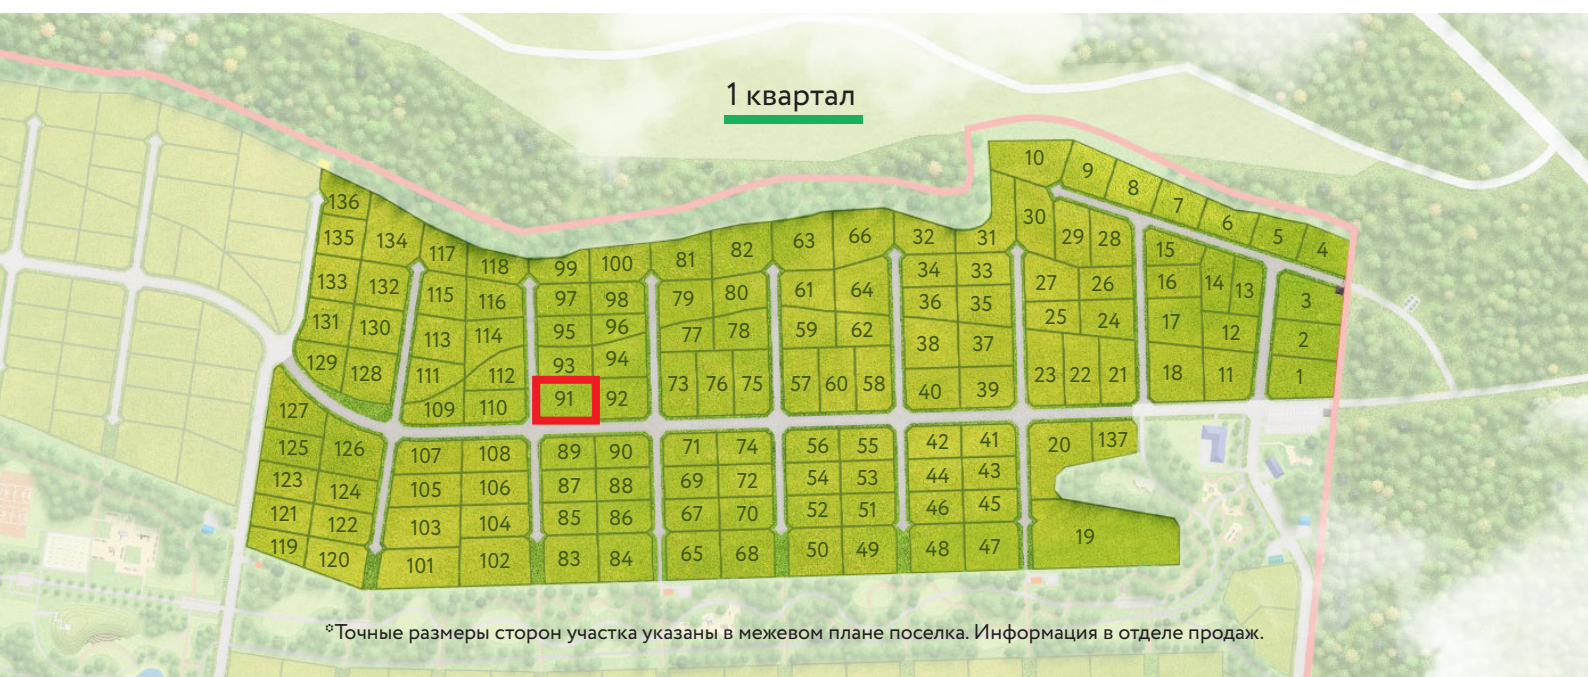 1 квартал
10
9
8
7
6
5
4
136
135 134 117 118 99 100 81 82 63 66 32 31 30 29 28 15
133 132 115 116 97 98 79 80 61 64 34 33 27 26 16 14 13 3
36 35
131 130 113 114 95 96 77 78 59 62 38 37 25 24 17 12 2
129 128 111 112 93 94 73 76 75 57 60 58 40 39 23 22 21 18 11 1
127 109 110 91 92
125 126 107 108 89 90 71 74 56 55 42 41 20 137
123 124 105 106 87 88 69 72 54 53 44 43
121 122 103 104 85 86 67 70 52 51 46 45
119 120 101 102 83 84 65 68 50 49 48 47 19
*Точные размеры сторон участка указаны в межевом плане поселка. Информация в отделе продаж.